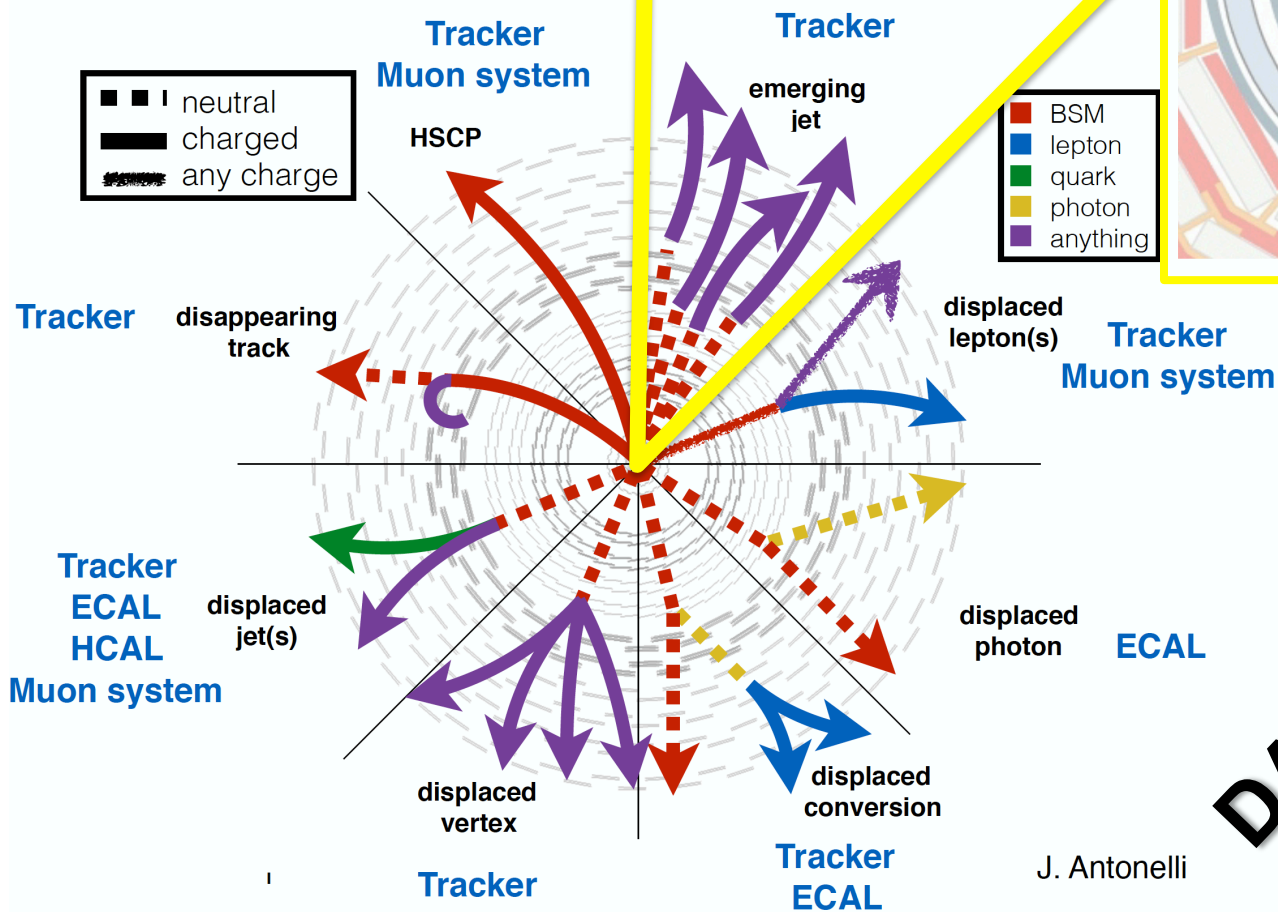 Tracker
Muon system
HSCP
neutral
charged
any charge
Tracker
emerging
jet
BSM
lepton
quark
photon
anything
Tracker
disappearing
track
displaced
lepton(s)
Tracker
Muon system
Tracker
ECAL
HCAL
Muon system
displaced
jet(s)
displaced
photon
ECAL
displaced
vertex
Tracker
displaced
conversion
Tracker
ECAL
J. Antonelli